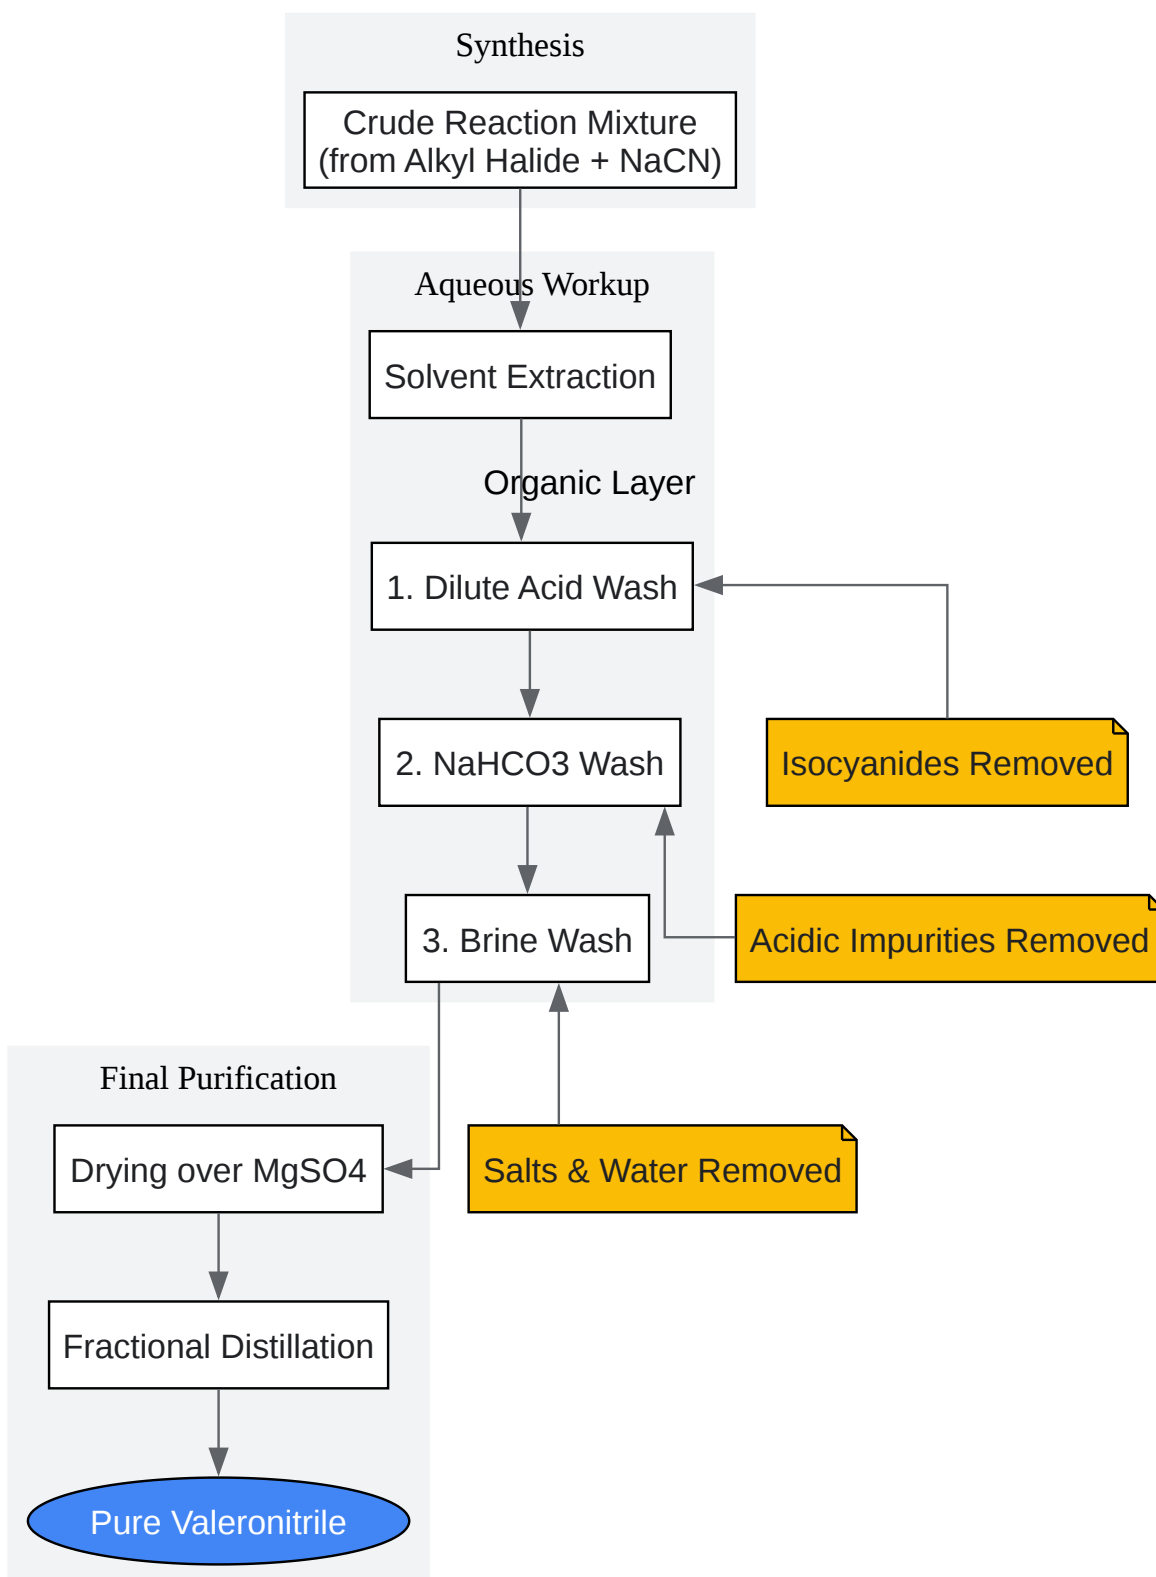 Synthesis
Crude Reaction Mixture
(from Alkyl Halide + NaCN)
Aqueous Workup
Solvent Extraction
Organic Layer
1. Dilute Acid Wash
2. NaHCO3 Wash
Isocyanides Removed
3. Brine Wash
Acidic Impurities Removed
Final Purification
Drying over MgSO4
Salts & Water Removed
Fractional Distillation
Pure Valeronitrile